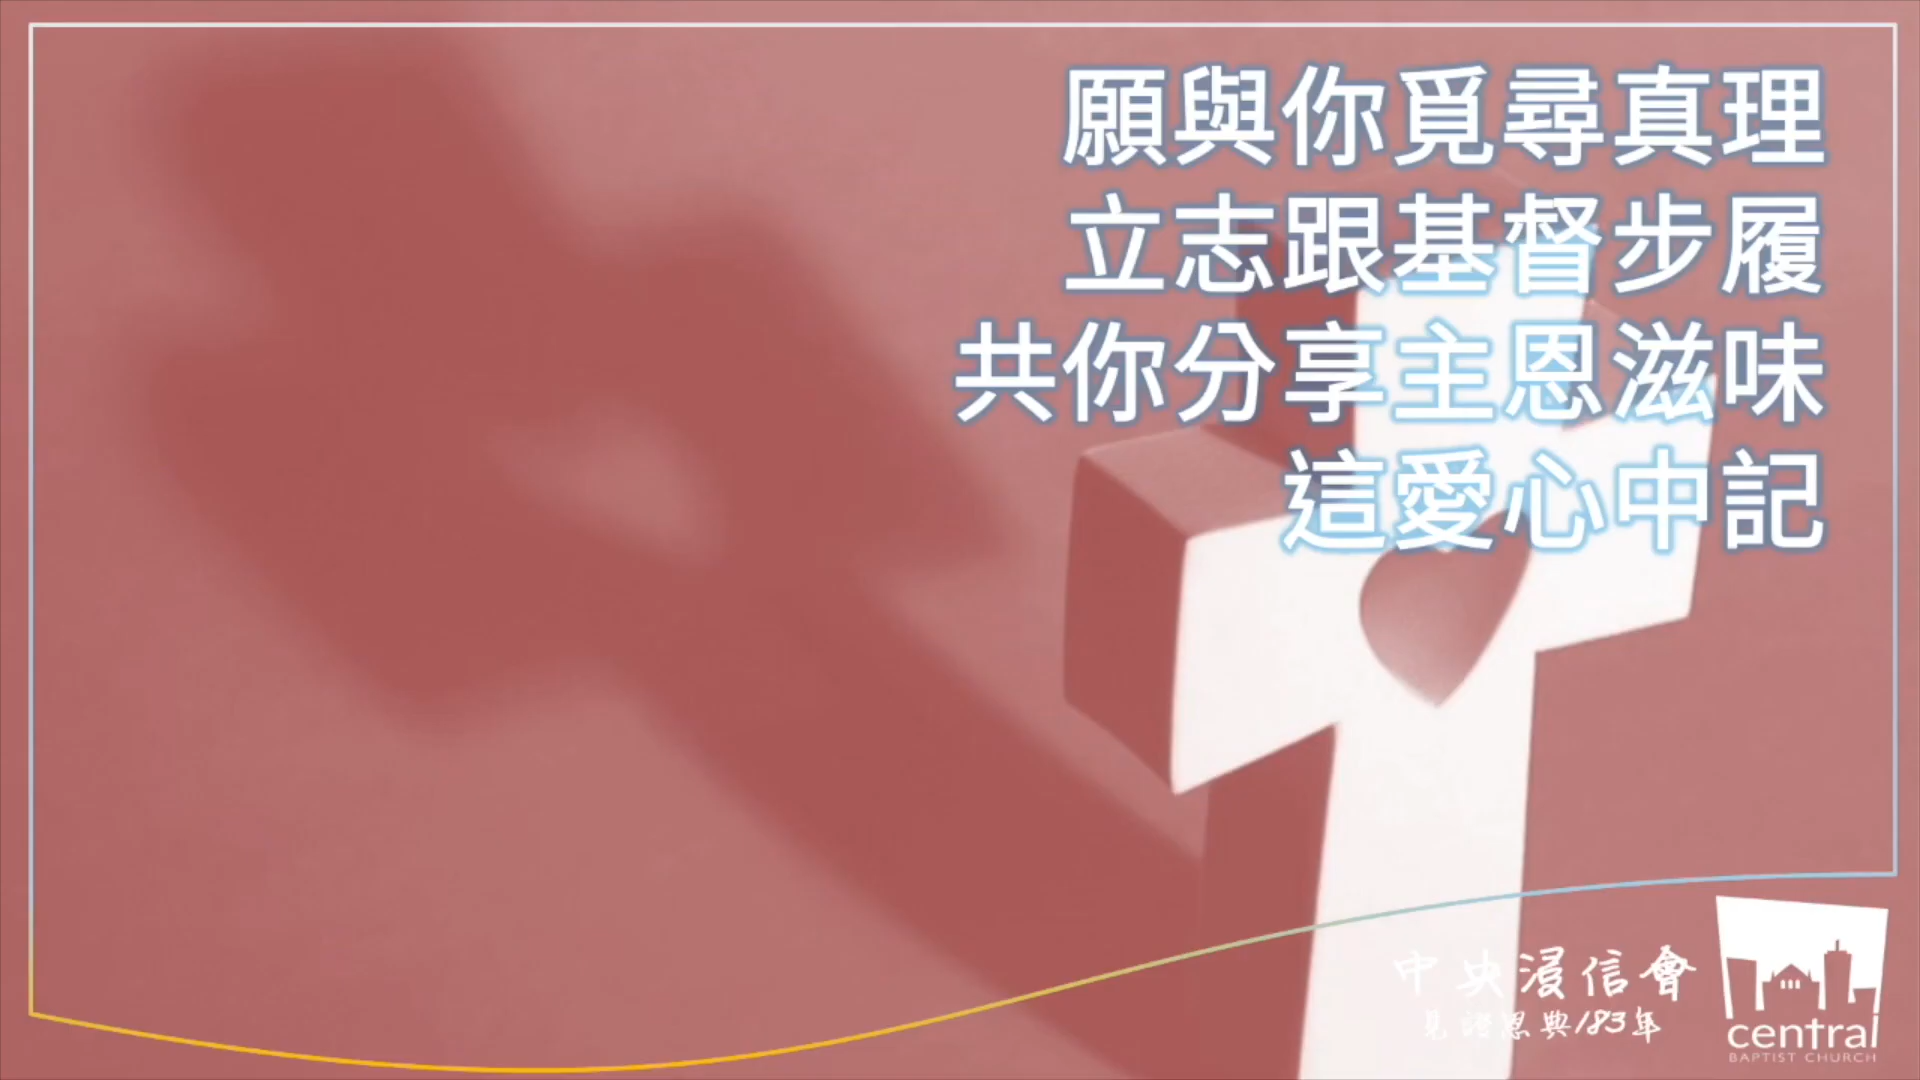 願與你覓尋真理
立志跟基督步履
共你分享主恩滋味
這愛心中記
中央浸信會
見證恩典183年
central
BAPTIST CHURCH